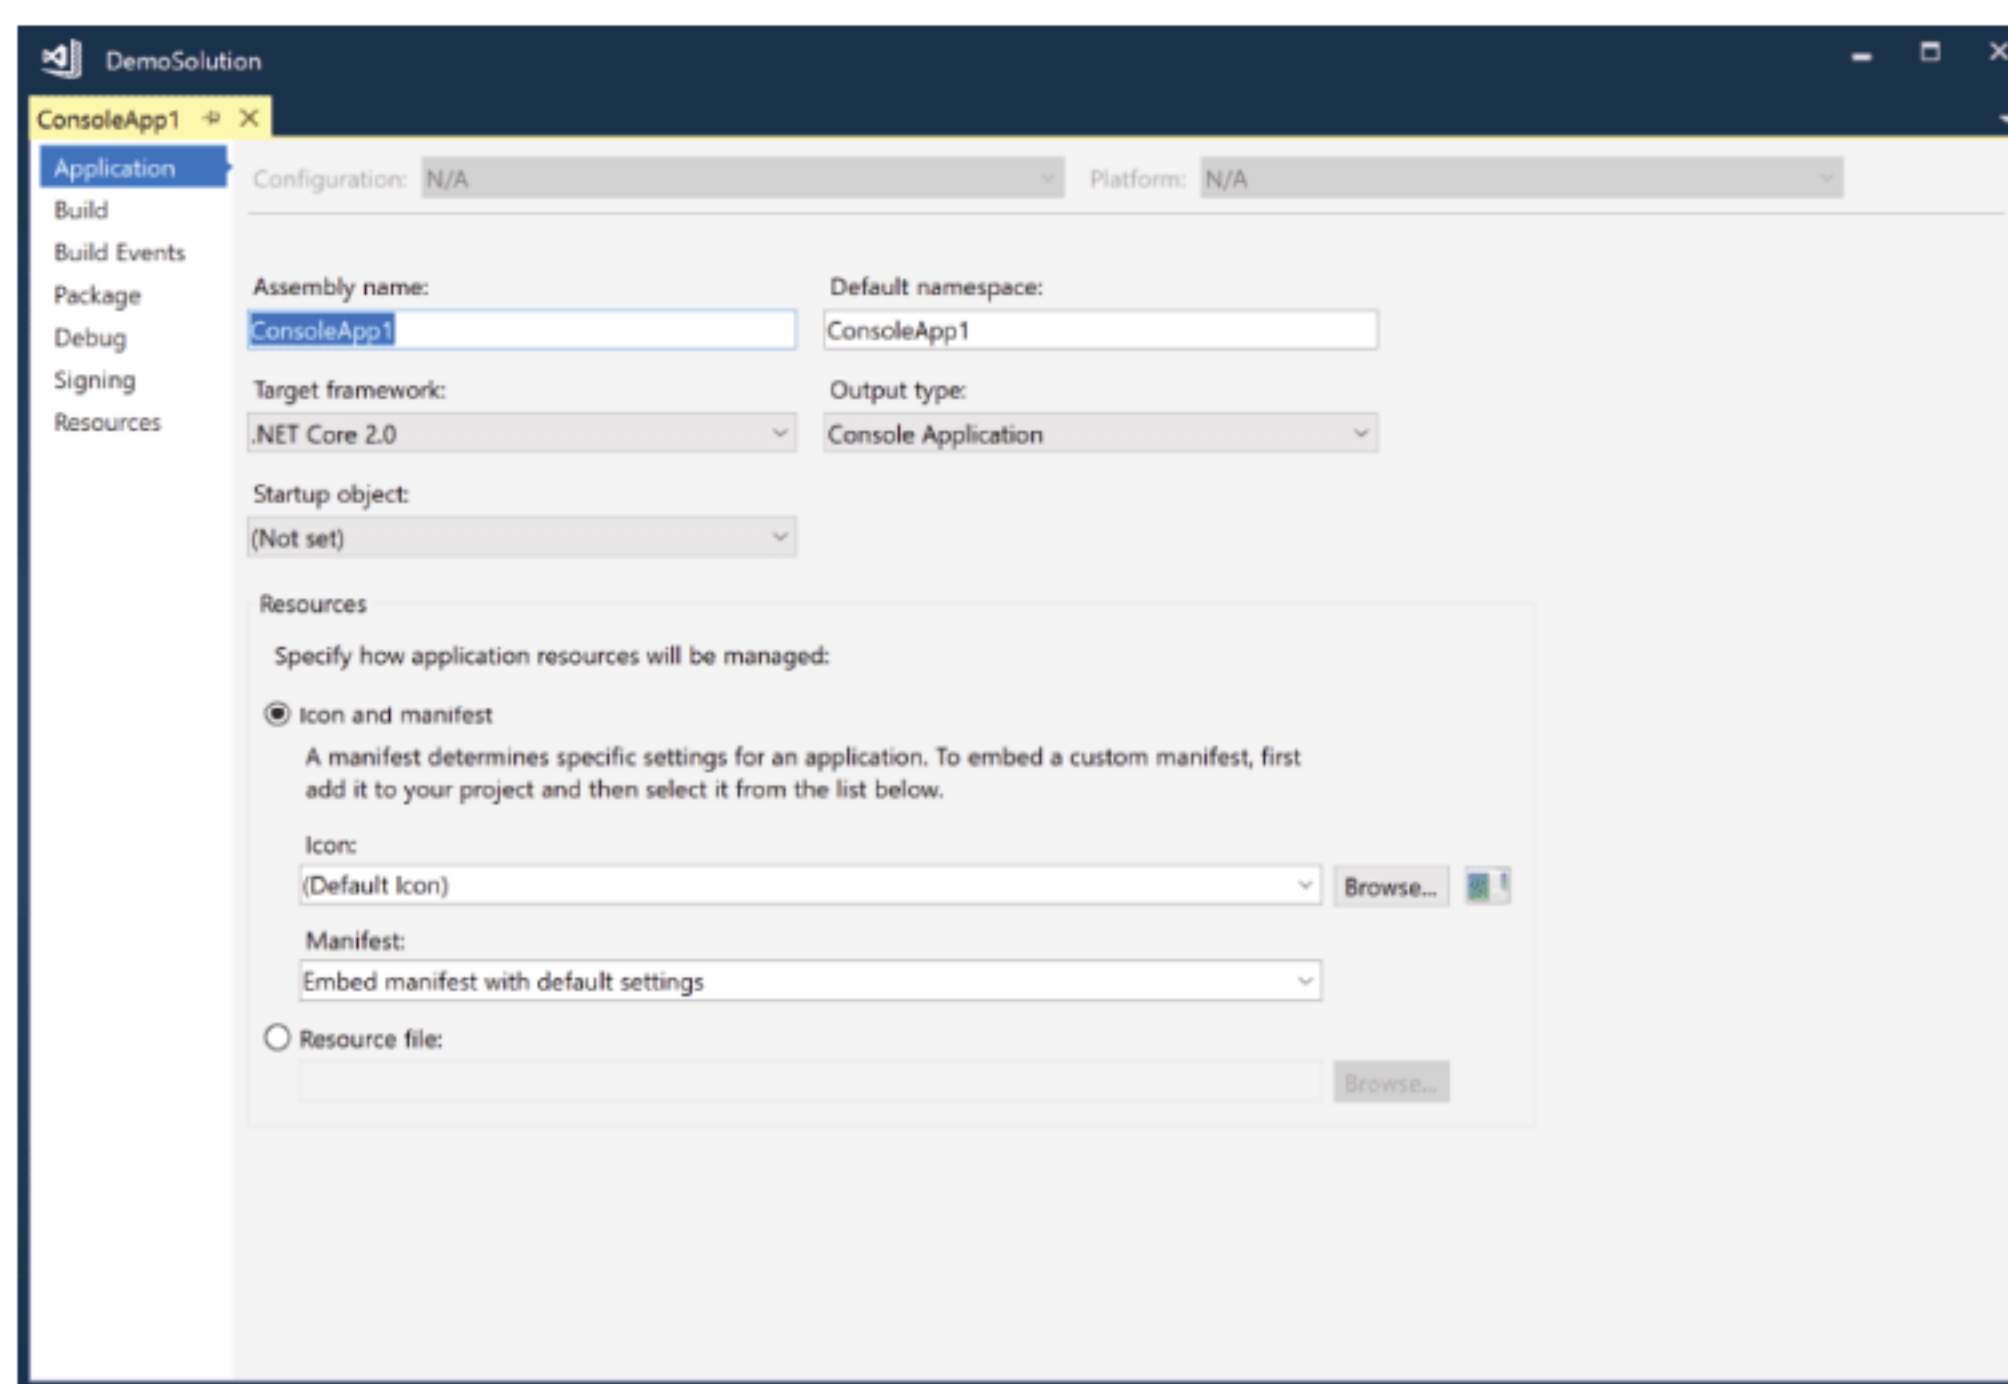 DemoSolution
ConsoleApp1
Application
Build
Build Events
Package
Debug
Signing
Resources
Configuration: N/A Platform: N/A
Assembly name: Default namespace:
ConsoleApp1 ConsoleApp1
Target framework: Output type:
.NET Core 2.0 Console Application
Startup object:
(Not set)
Resources
Specify how application resources will be managed:
Icon and manifest
A manifest determines specific settings for an application. To embed a custom manifest, first
add it to your project and then select it from the list below.
Icon:
(Default Icon) Browse...
Manifest:
Embed manifest with default settings
Resource file:
Browse...